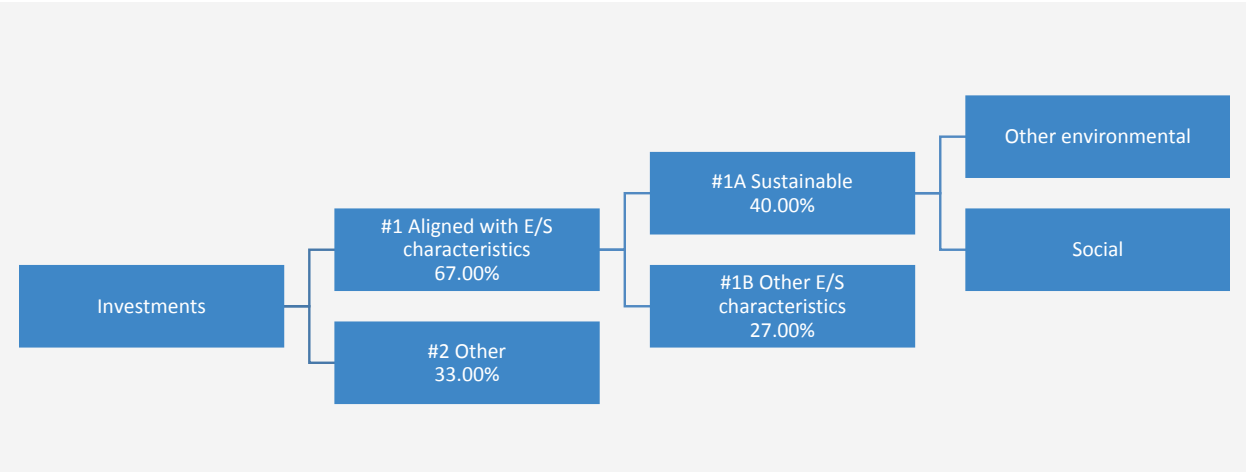 Investments
#1 Aligned with E/S
characteristics
67.00%
#2 Other
33.00%
#1A Sustainable
40.00%
#1B Other E/S
characteristics
27.00%
Other environmental
Social